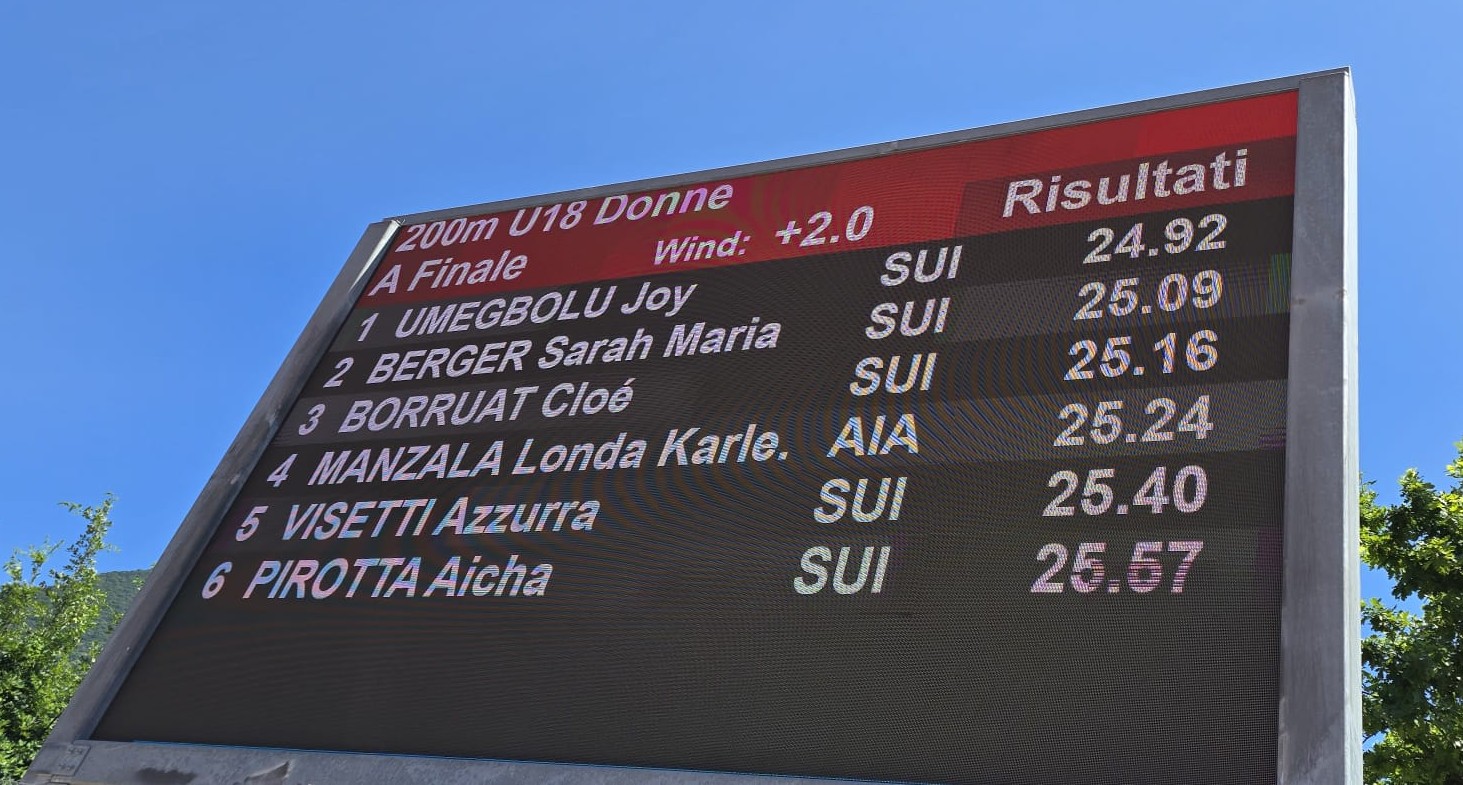 200m U18 Donne Risultati
A Finale Wind: +2.0
1 UMEGBOLU Joy SUI 24.92
2 BERGER Sarah Maria SUI 25.09
3 BORRUAT Cloé SUI 25.16
4 MANZALA Londa Karle. AIA 25.24
5 VISETTI Azzurra SUI 25.40
6 PIROTTA Aicha SUI 25.57